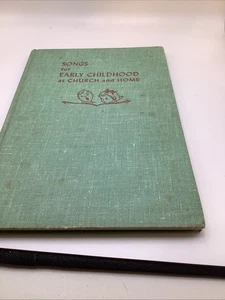 SONGS
for
EARLY CHILDHOOD
at CHURCH and HOME